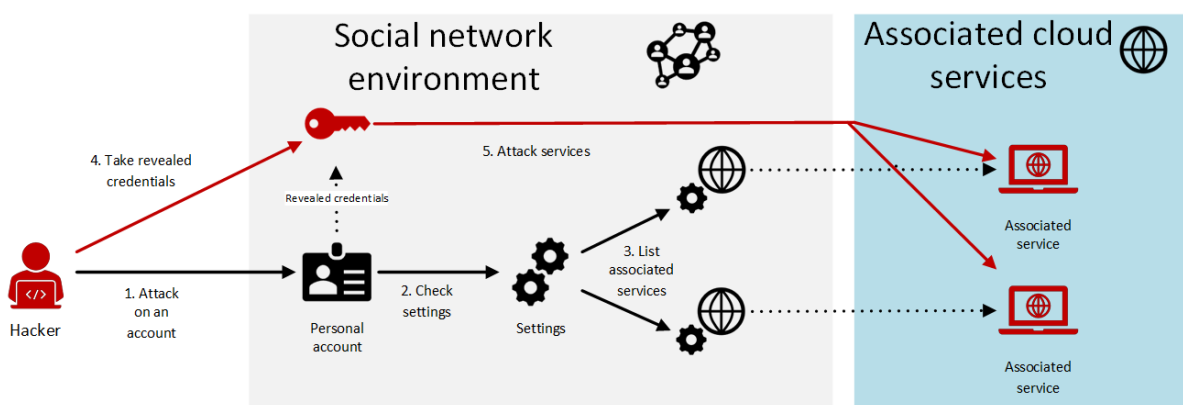 Social network
environment
Associated cloud
services
4. Take revealed
credentials
5. Attack services
Revealed credentials
Associated
service
3. List
associated
services
1. Attack
on an
account
2. Check
settings
Hacker
Personal
account
Settings
</>
Associated
service